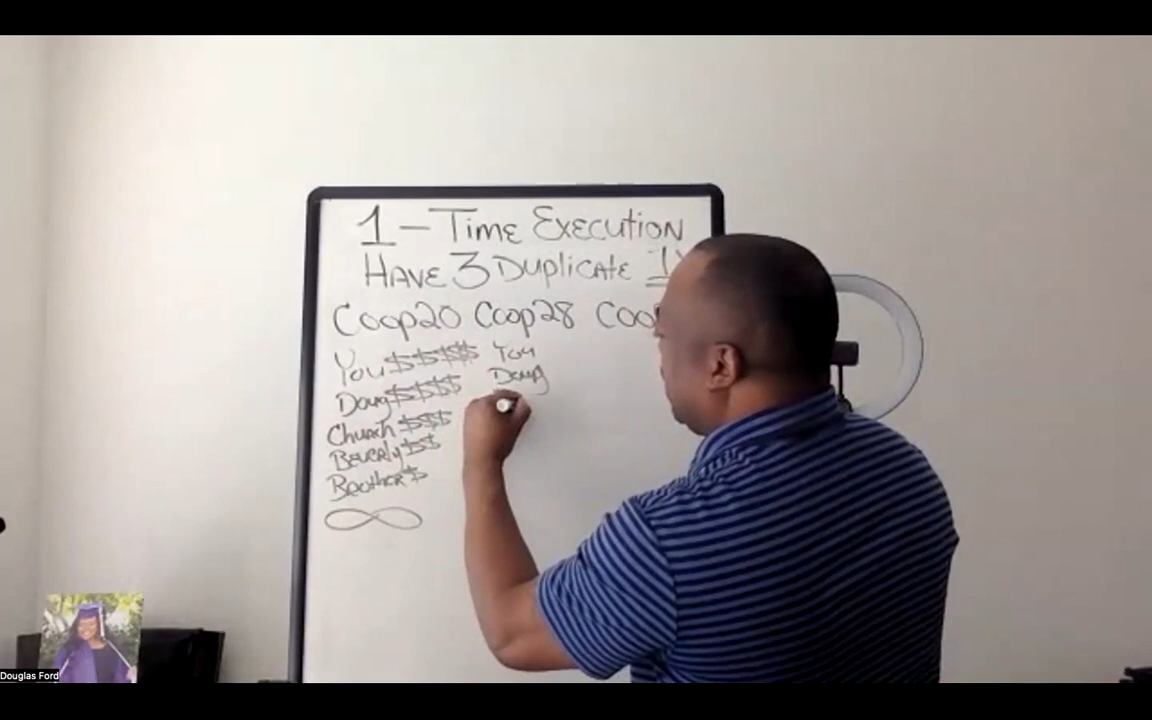 1 - Time Execution
Have 3 Duplicate
Coop20 Coop28
You $$$$$ You
Doug $$$$ Doug
Church $$$
Beverly $$
Brother $
Douglas Ford